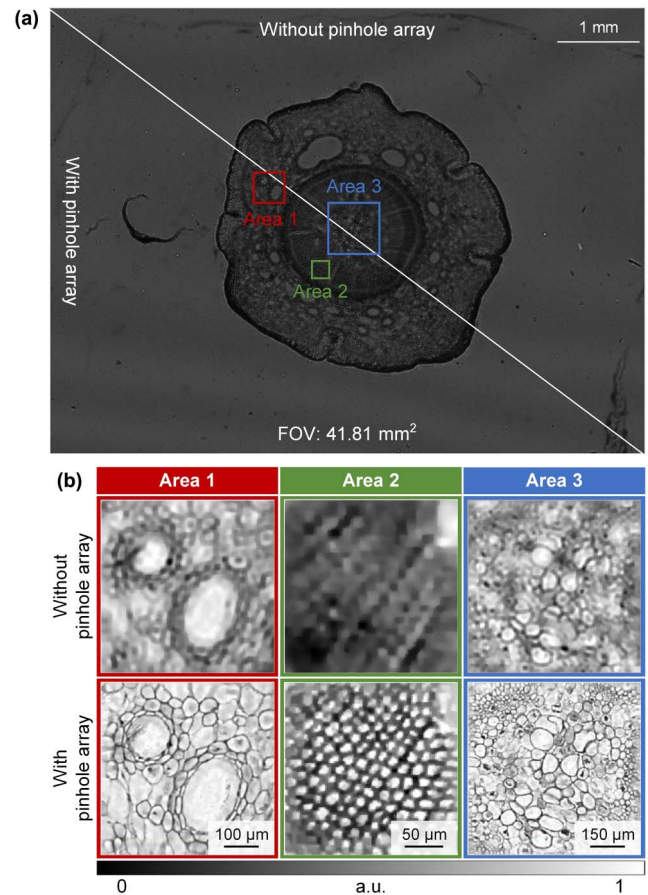 (a)
Without pinhole array
1 mm
With pinhole array
Area 3
Area 1
Area 2
FOV: 41.81 mm²
(b)
Area 1
Area 2
Area 3
Without
pinhole array
With
pinhole array
100 µm
50 µm
150 µm
0
a.u.
1